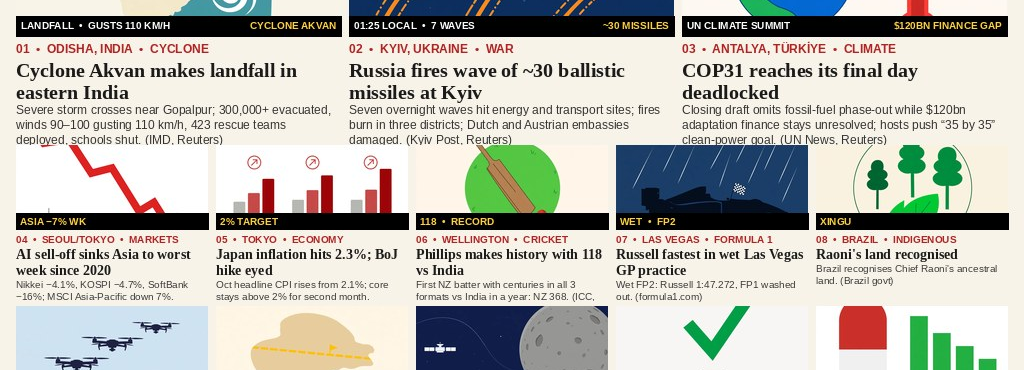 LANDFALL • GUSTS 110 KM/H
CYCLONE AKVAN
01 • ODISHA, INDIA • CYCLONE
Cyclone Akvan makes landfall in
eastern India
Severe storm crosses near Gopalpur; 300,000+ evacuated,
winds 90–100 gusting 110 km/h, 423 rescue teams
deployed, schools shut. (IMD, Reuters)
01:25 LOCAL • 7 WAVES
~30 MISSILES
02 • KYIV, UKRAINE • WAR
Russia fires wave of ~30 ballistic
missiles at Kyiv
Seven overnight waves hit energy and transport sites; fires
burn in three districts; Dutch and Austrian embassies
damaged. (Kyiv Post, Reuters)
UN CLIMATE SUMMIT
$120BN FINANCE GAP
03 • ANTALYA, TÜRKİYE • CLIMATE
COP31 reaches its final day
deadlocked
Closing draft omits fossil-fuel phase-out while $120bn
adaptation finance stays unresolved; hosts push “35 by 35”
clean-power goal. (UN News, Reuters)
ASIA −7% WK
04 • SEOUL/TOKYO • MARKETS
AI sell-off sinks Asia to worst
week since 2020
Nikkei −4.1%, KOSPI −4.7%, SoftBank
−16%; MSCI Asia-Pacific down 7%.
2% TARGET
05 • TOKYO • ECONOMY
Japan inflation hits 2.3%; BoJ
hike eyed
Oct headline CPI rises from 2.1%; core
stays above 2% for second month.
118 • RECORD
06 • WELLINGTON • CRICKET
Phillips makes history with 118
vs India
First NZ batter with centuries in all 3
formats vs India in a year: NZ 368. (ICC,
WET • FP2
07 • LAS VEGAS • FORMULA 1
Russell fastest in wet Las Vegas
GP practice
Wet FP2: Russell 1:47.272, FP1 washed
out. (formula1.com)
XINGU
08 • BRAZIL • INDIGENOUS
Raoni's land recognised
Brazil recognises Chief Raoni's ancestral
land. (Brazil govt)